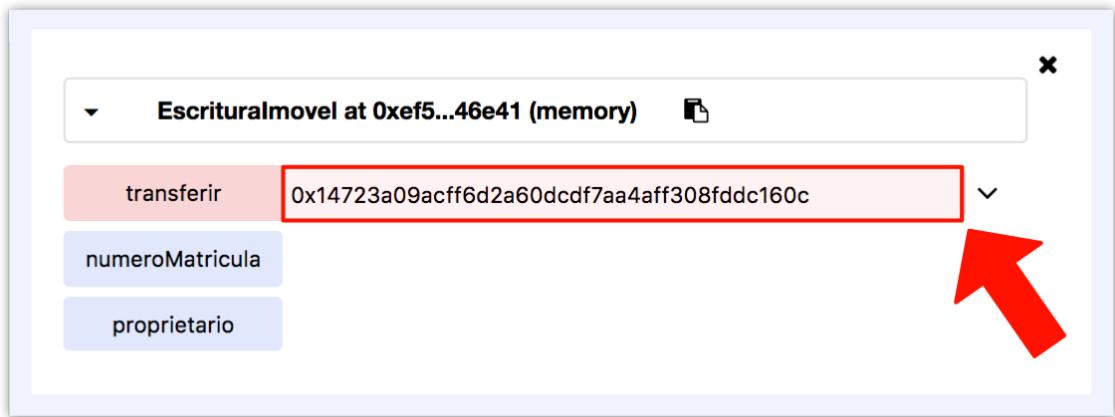 EscrituraImovel at 0xef5...46e41 (memory)
transferir 0x14723a09acff6d2a60dcdf7aa4aff308fddc160c
numeroMatricula
proprietario